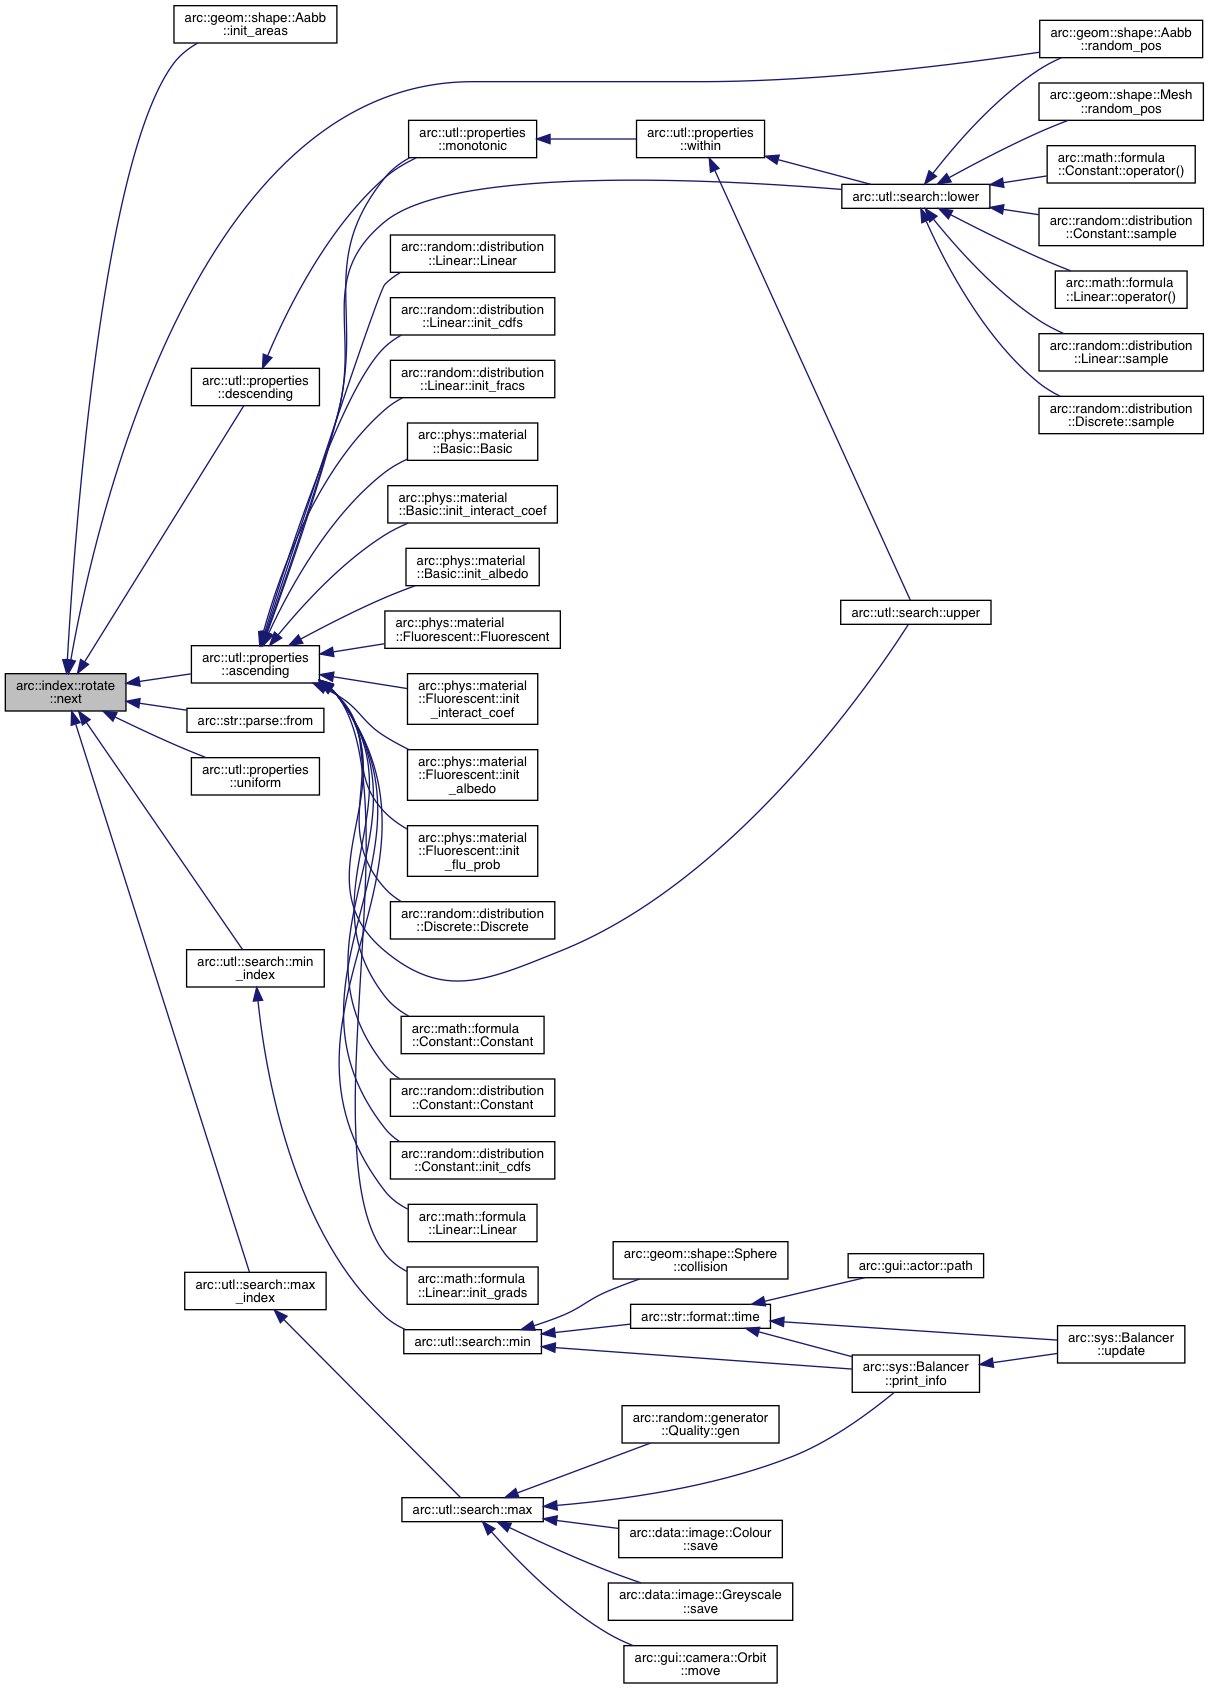 arc::geom::shape::Aabb
::init_areas
arc::geom::shape::Aabb
::random_pos
arc::geom::shape::Mesh
::random_pos
arc::utl::properties
::monotonic
arc::utl::properties
::within
arc::math::formula
::Constant::operator()
arc::utl::search::lower
arc::random::distribution
::Constant::sample
arc::random::distribution
::Linear::Linear
arc::math::formula
::Linear::operator()
arc::random::distribution
::Linear::init_cdfs
arc::random::distribution
::Linear::sample
arc::random::distribution
::Linear::init_fracs
arc::utl::properties
::descending
arc::random::distribution
::Discrete::sample
arc::phys::material
::Basic::Basic
arc::phys::material
::Basic::init_interact_coef
arc::phys::material
::Basic::init_albedo
arc::utl::search::upper
arc::phys::material
::Fluorescent::Fluorescent
arc::utl::properties
::ascending
arc::index::rotate
::next
arc::phys::material
::Fluorescent::init
_interact_coef
arc::str::parse::from
arc::utl::properties
::uniform
arc::phys::material
::Fluorescent::init
_albedo
arc::phys::material
::Fluorescent::init
_flu_prob
arc::random::distribution
::Discrete::Discrete
arc::utl::search::min
_index
arc::math::formula
::Constant::Constant
arc::random::distribution
::Constant::Constant
arc::random::distribution
::Constant::init_cdfs
arc::math::formula
::Linear::Linear
arc::geom::shape::Sphere
::collision
arc::gui::actor::path
arc::math::formula
::Linear::init_grads
arc::utl::search::max
_index
arc::str::format::time
arc::utl::search::min
arc::sys::Balancer
::update
arc::sys::Balancer
::print_info
arc::random::generator
::Quality::gen
arc::utl::search::max
arc::data::image::Colour
::save
arc::data::image::Greyscale
::save
arc::gui::camera::Orbit
::move